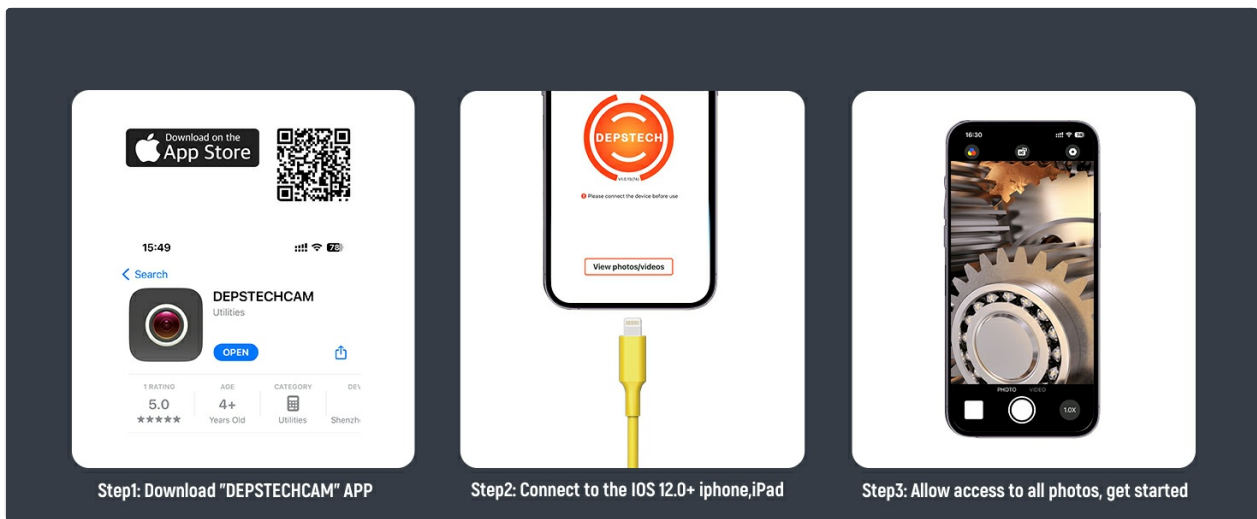 Download on the
App Store
15:49
78
Search
DEPSTECHCAM
Utilities
OPEN
1 RATING
AGE
CATEGORY
DEV
5.0
4+
★★★★★
Years Old
Utilities
Shenzh
Step1: Download "DEPSTECHCAM" APP
DEPSTECH
Please connect the device before use
View photos/videos
Step2: Connect to the IOS 12.0+ iphone,iPad
16:30
PHOTO
VIDEO
1.0X
Step3: Allow access to all photos, get started